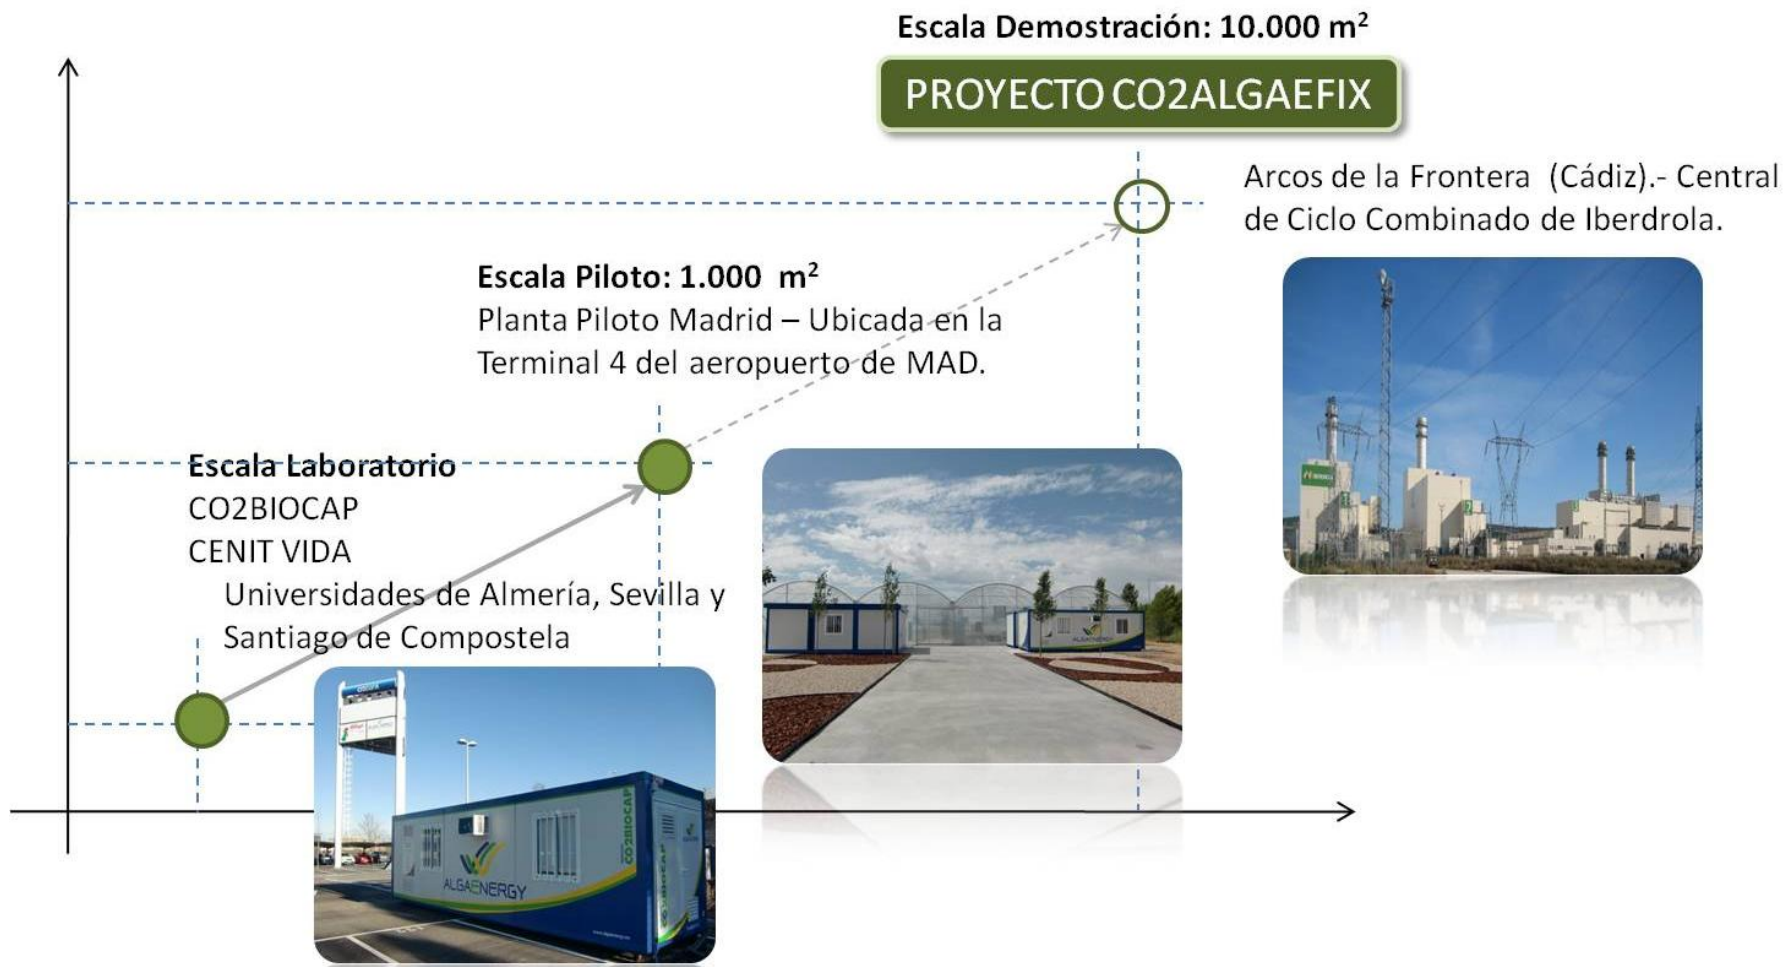 Escala Demostración: 10.000 m²
PROYECTO CO2ALGAEFIX
Arcos de la Frontera (Cádiz).- Central
de Ciclo Combinado de Iberdrola.
Escala Piloto: 1.000 m²
Planta Piloto Madrid – Ubicada en la
Terminal 4 del aeropuerto de MAD.
Escala Laboratorio
CO2BIOCAP
CENIT VIDA
Universidades de Almería, Sevilla y
Santiago de Compostela
ALGAENERGY
ALGAENERGY
CO2BIOCAP
CO2BIOCAP